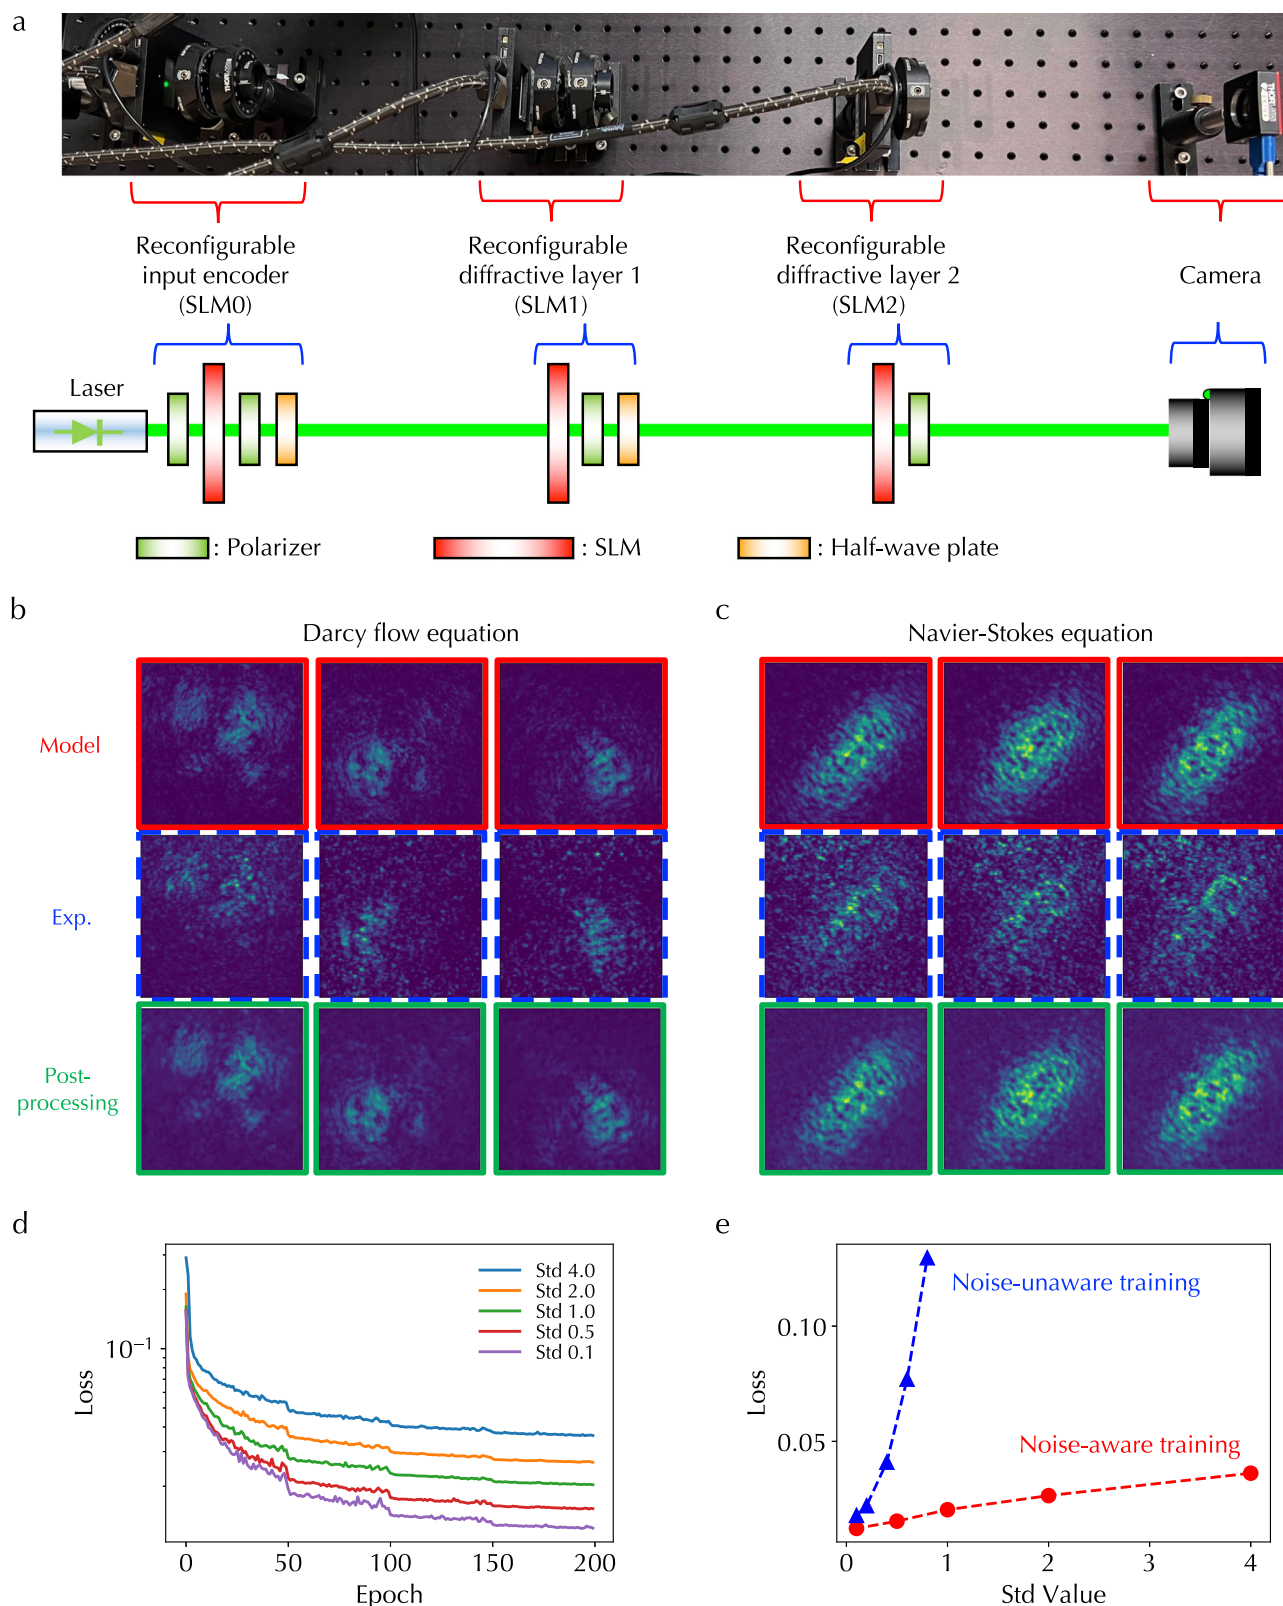 a
Reconfigurable
input encoder
(SLM0)
Reconfigurable
diffractive layer 1
(SLM1)
Reconfigurable
diffractive layer 2
(SLM2)
Camera
Laser
: Polarizer
: SLM
: Half-wave plate
b
Darcy flow equation
c
Navier-Stokes equation
Model
Exp.
Post-
processing
d
Loss
10⁻¹
Std 4.0
Std 2.0
Std 1.0
Std 0.5
Std 0.1
0
50
100
150
200
Epoch
e
Loss
0.10
0.05
Noise-unaware training
Noise-aware training
0
1
2
3
4
Std Value